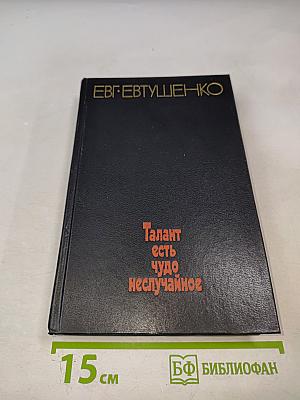 ЕВГ·ЕВТУШЕНКО
Талант
есть
чудо
неслучайное
15 см
БФ БИБЛИОФАН